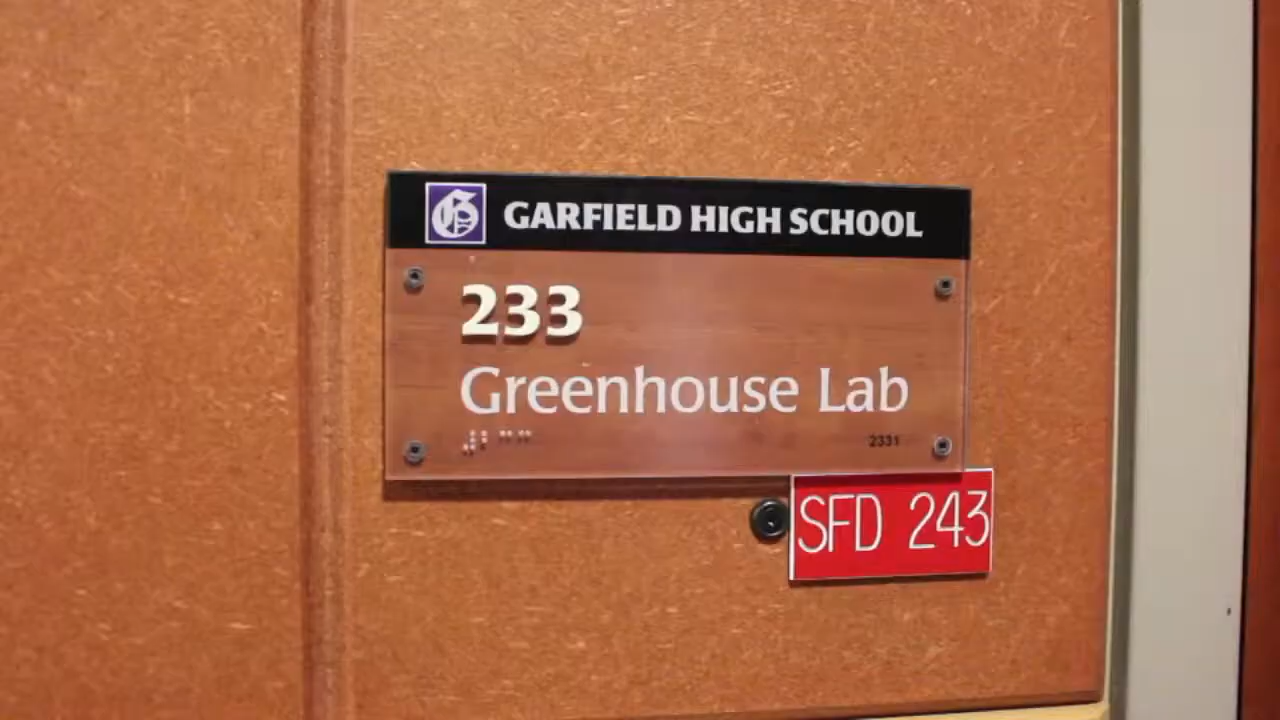 G GARFIELD HIGH SCHOOL
233
Greenhouse Lab
2331
SFD 243